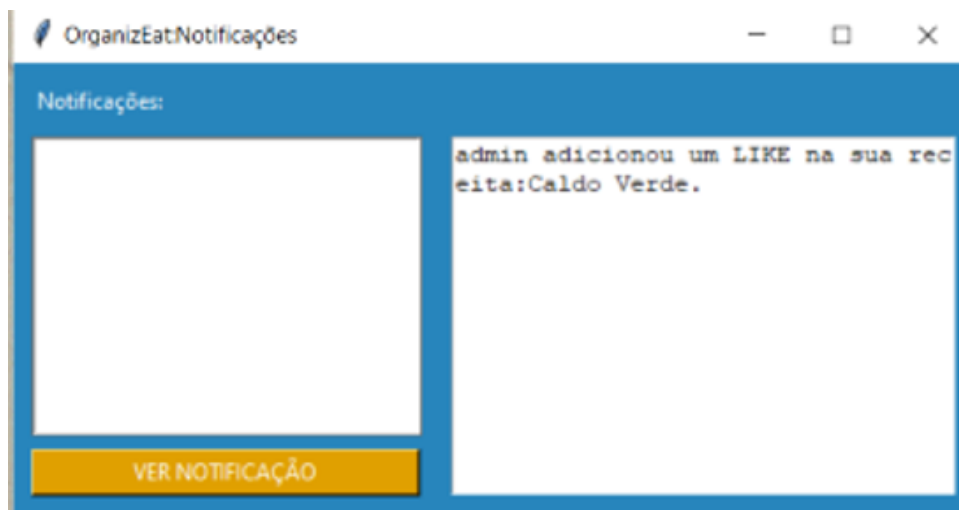 OrganizEat:Notificações
Notificações:
admin adicionou um LIKE na sua rec
eita:Caldo Verde.
VER NOTIFICAÇÃO